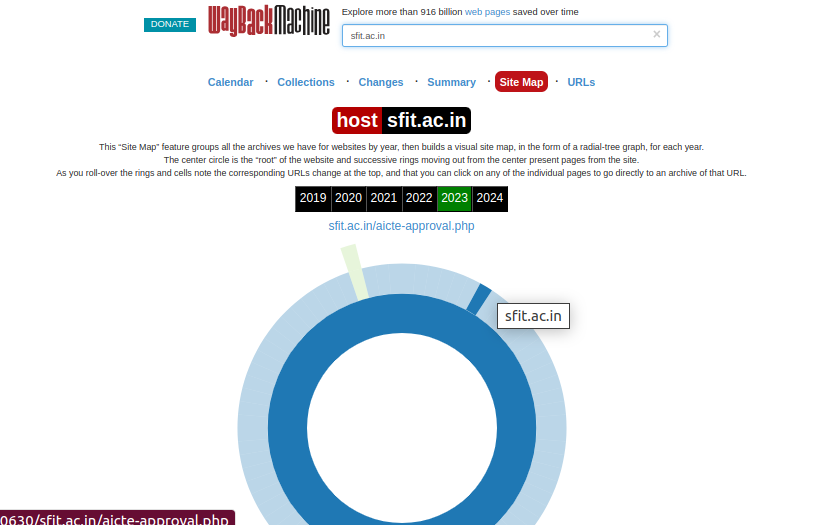 DONATE
WayBackMachine
Explore more than 916 billion web pages saved over time
sfit.ac.in ×
Calendar · Collections · Changes · Summary · Site Map · URLs
host sfit.ac.in
This “Site Map” feature groups all the archives we have for websites by year, then builds a visual site map, in the form of a radial-tree graph, for each year.
The center circle is the “root” of the website and successive rings moving out from the center present pages from the site.
As you roll-over the rings and cells note the corresponding URLs change at the top, and that you can click on any of the individual pages to go directly to an archive of that URL.
2019 2020 2021 2022 2023 2024
sfit.ac.in/aicte-approval.php
sfit.ac.in
0630/sfit.ac.in/aicte-approval.php